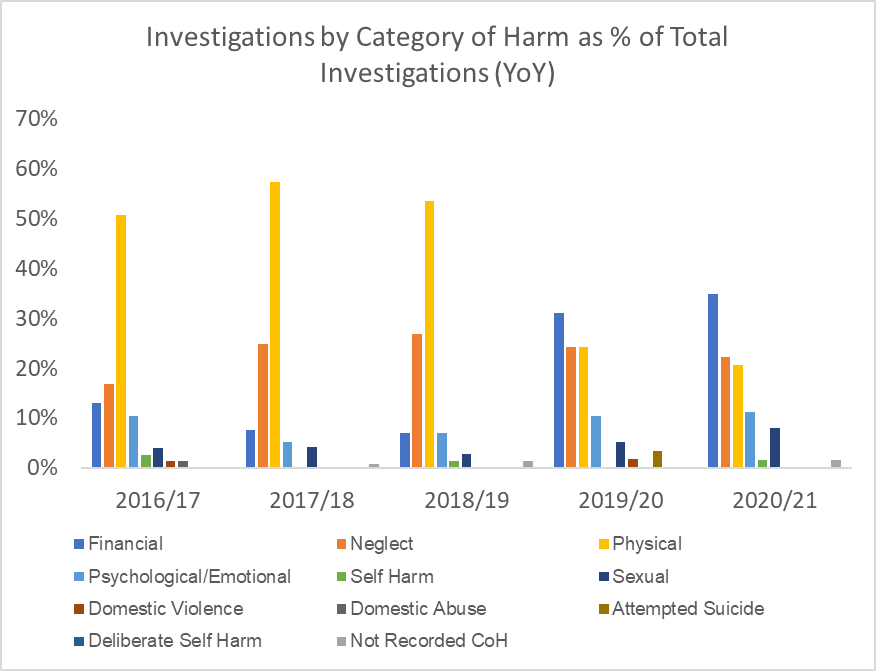 Investigations by Category of Harm as % of Total
Investigations (YoY)
70%
60%
50%
40%
30%
20%
10%
0%
2016/17 2017/18 2018/19 2019/20 2020/21
Financial Neglect Physical
Psychological/Emotional Self Harm Sexual
Domestic Violence Domestic Abuse Attempted Suicide
Deliberate Self Harm Not Recorded CoH